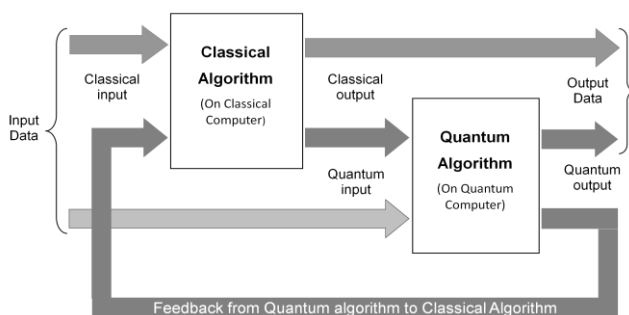 Classical
Algorithm
(On Classical
Computer)
Classical
input
Classical
output
Output
Data
Input
Data
Quantum
Algorithm
(On Quantum
Computer)
Quantum
input
Quantum
output
Feedback from Quantum algorithm to Classical Algorithm